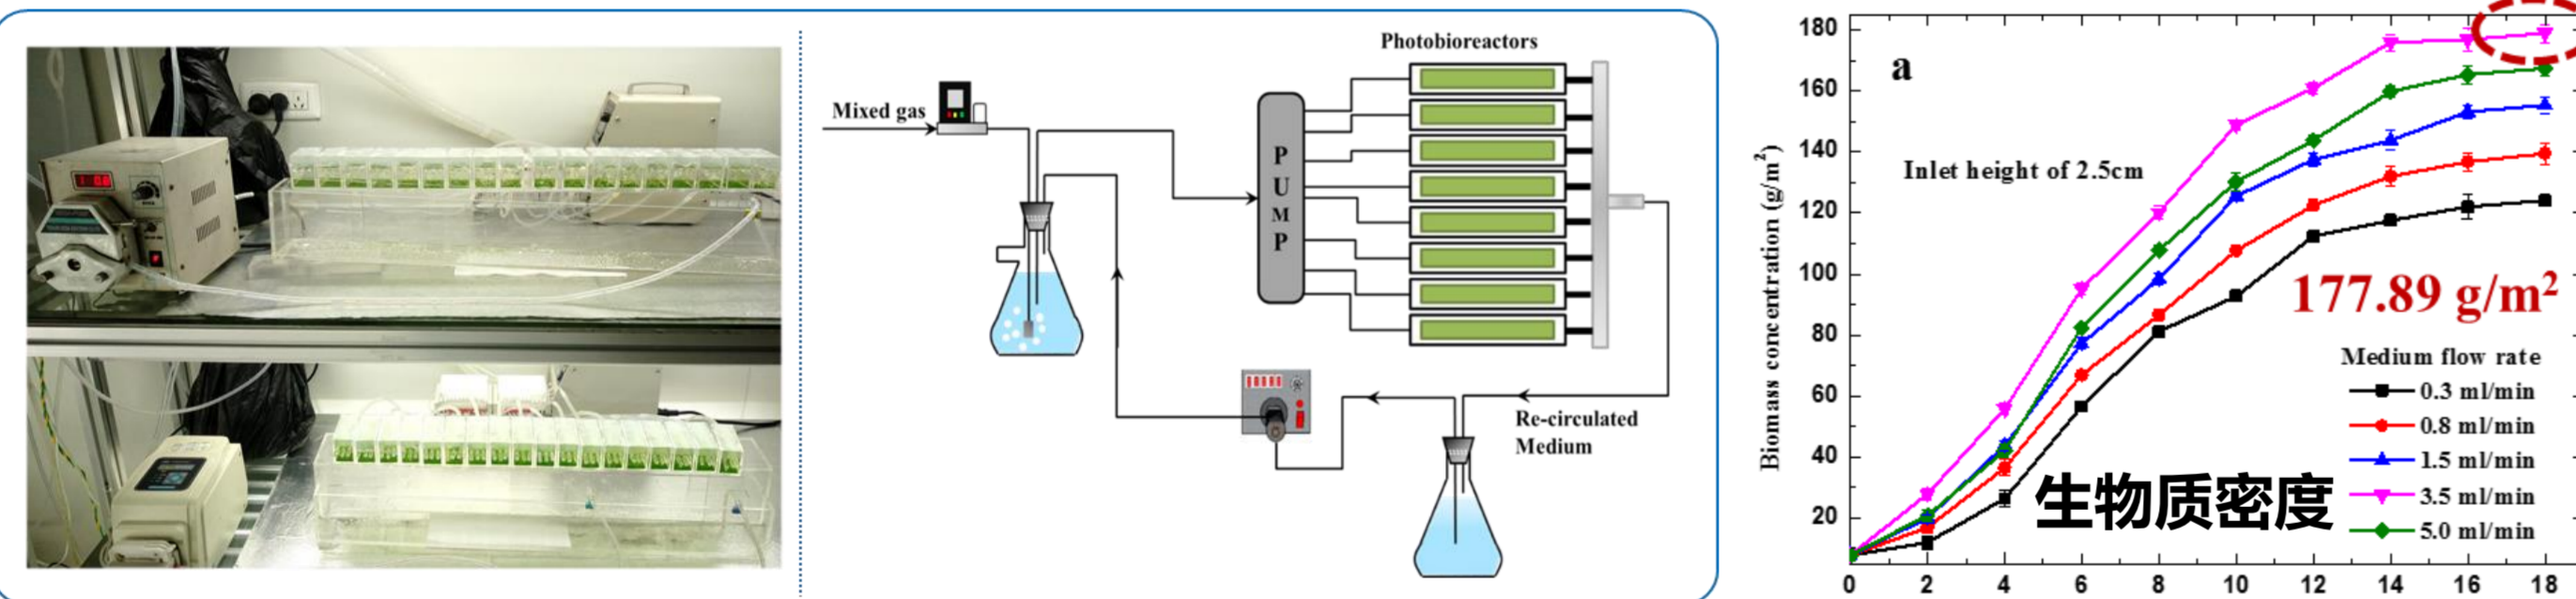 Photobioreactors
Mixed gas
P
U
M
P
Re-circulated
Medium
a
Inlet height of 2.5cm
Biomass concentration (g/m²)
180
160
140
120
100
80
60
40
20
0 2 4 6 8 10 12 14 16 18
177.89 g/m²
Medium flow rate
0.3 ml/min
0.8 ml/min
1.5 ml/min
3.5 ml/min
5.0 ml/min
生物质密度